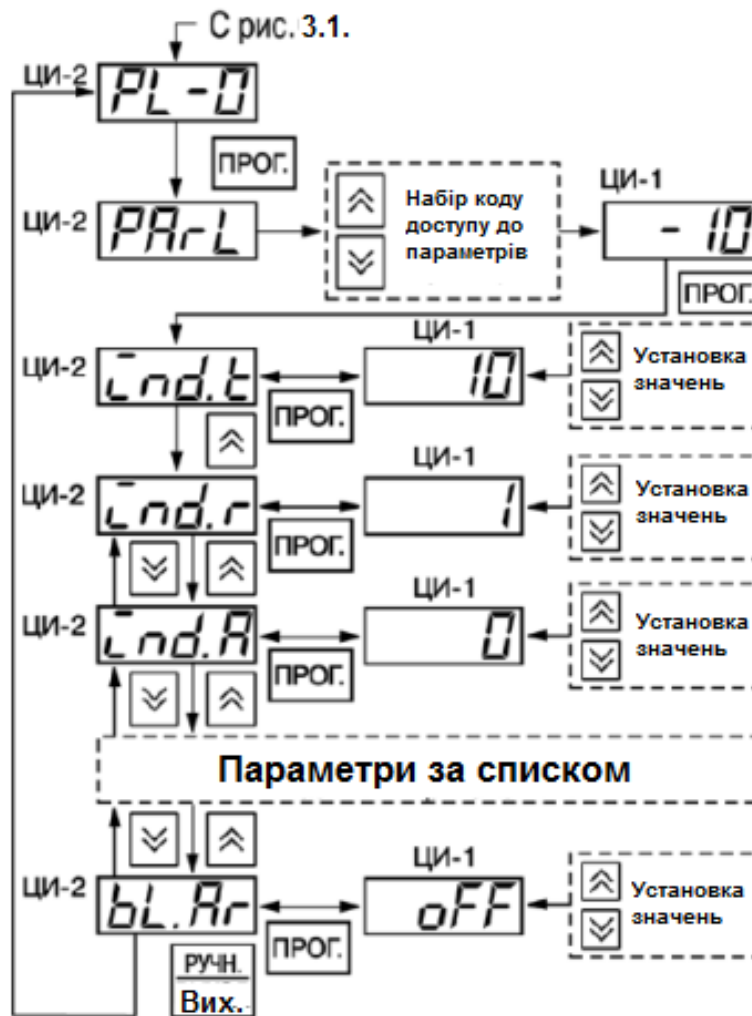 С рис. 3.1.
ЦИ-2 PL-0
ПРОГ.
ЦИ-2 PArL
Набір коду
доступу до
параметрів
ЦИ-1
-10
ПРОГ.
ЦИ-1
ЦИ-2 ind.t
10
Установка
значень
ПРОГ.
ЦИ-1
ЦИ-2 ind.r
1
Установка
значень
ПРОГ.
ЦИ-1
ЦИ-2 ind.A
0
Установка
значень
ПРОГ.
Параметри за списком
ЦИ-1
ЦИ-2 bL.Ar
oFF
Установка
значень
ПРОГ.
РУЧН.
Вих..